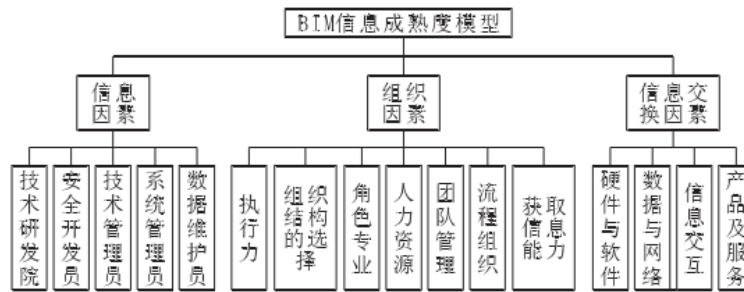 BIM信息成熟度模型
信息
因素
组织
因素
信息交
换因素
技术研发院
安全开发员
技术管理员
系统管理员
数据维护员
执行力
组织结构的选择
角色专业
人力资源
团队管理
流程组织
获取信息能力
硬件与软件
数据与网络
信息交互
产品及服务